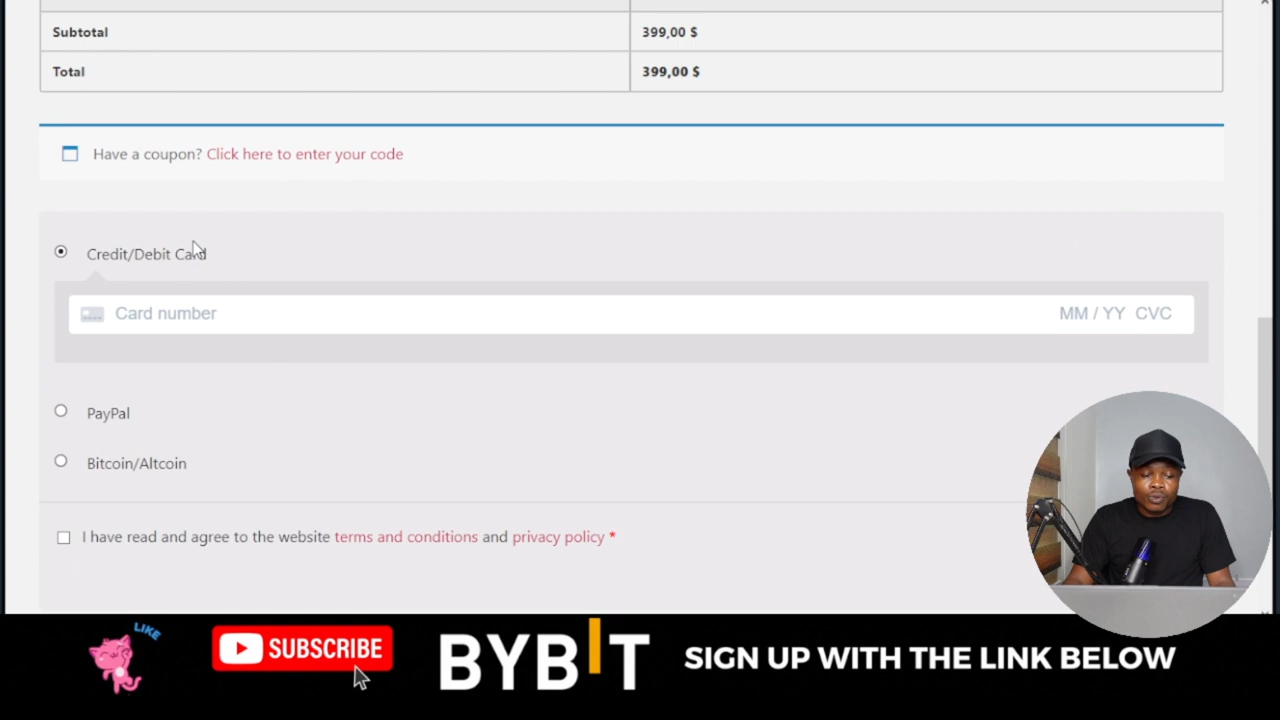 Subtotal 399,00 $
Total 399,00 $
Have a coupon? Click here to enter your code
Credit/Debit Card
Card number MM / YY CVC
PayPal
Bitcoin/Altcoin
I have read and agree to the website terms and conditions and privacy policy *
LIKE
SUBSCRIBE
BYBIT
SIGN UP WITH THE LINK BELOW